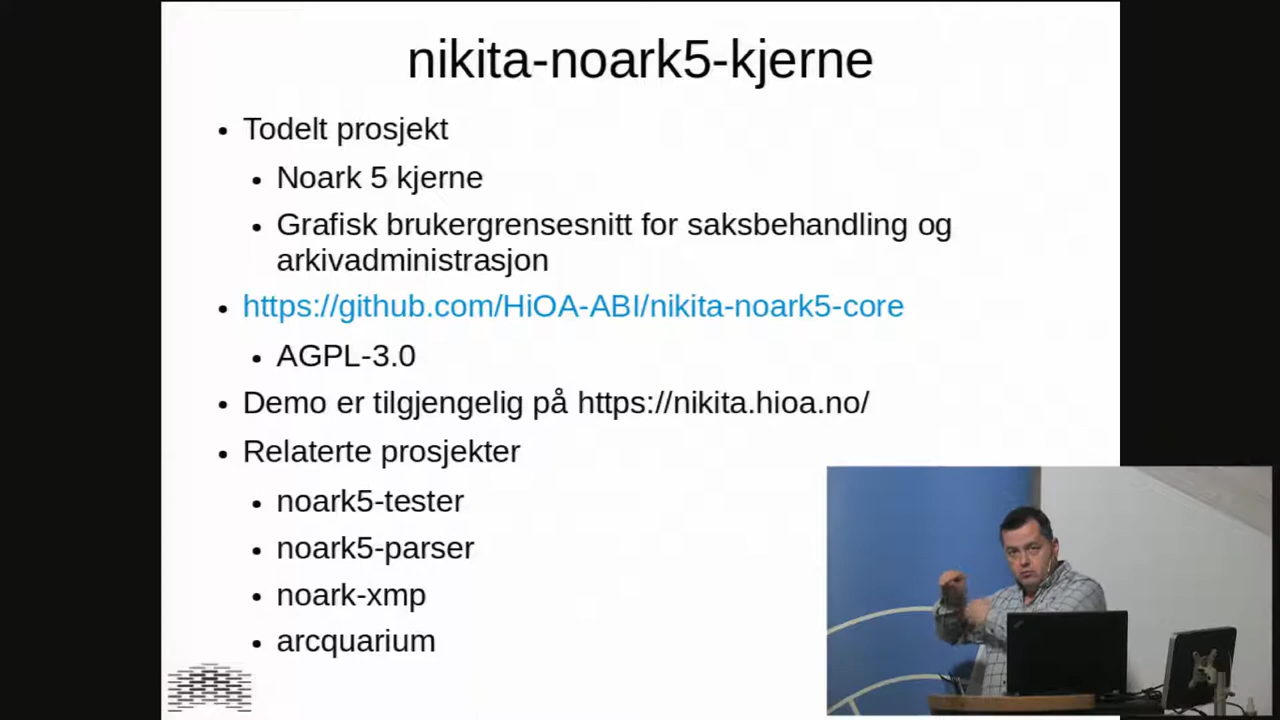 nikita-noark5-kjerne
• Todelt prosjekt
• Noark 5 kjerne
• Grafisk brukergrensesnitt for saksbehandling og
arkivadministrasjon
• https://github.com/HiOA-ABI/nikita-noark5-core
• AGPL-3.0
• Demo er tilgjengelig på https://nikita.hioa.no/
• Relaterte prosjekter
• noark5-tester
• noark5-parser
• noark-xmp
• arcquarium